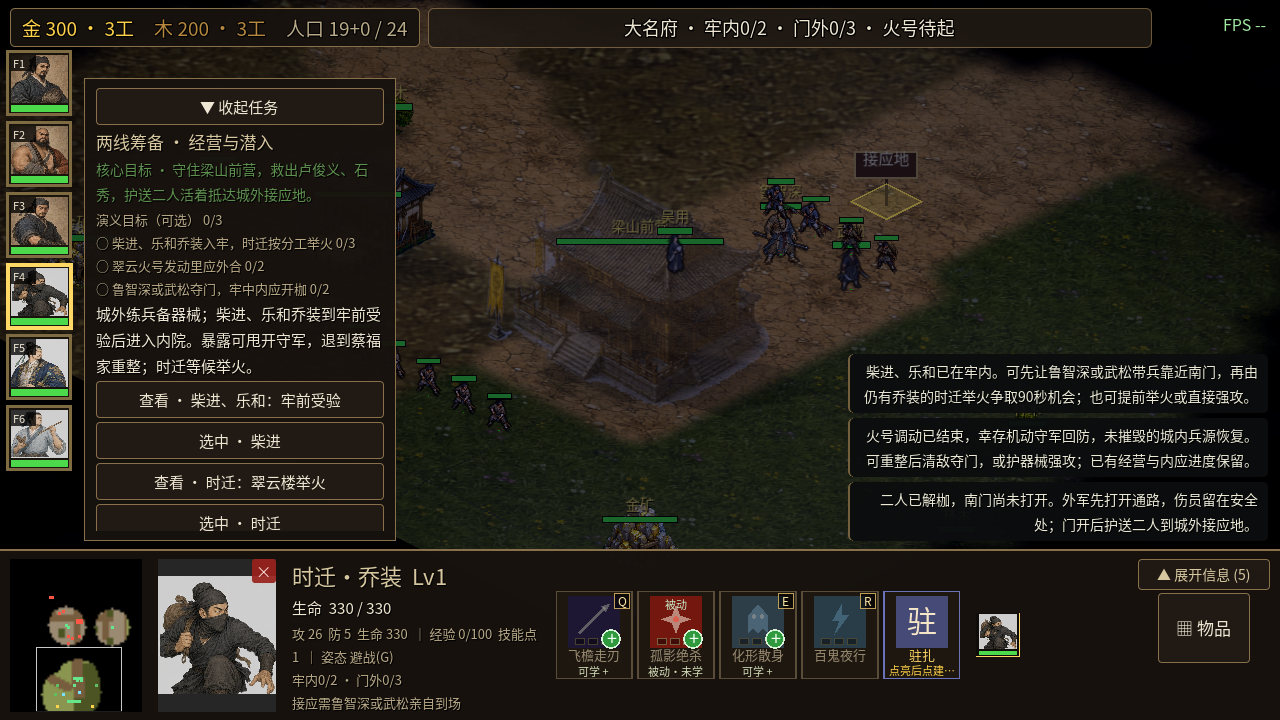 金 300 · 3工 木 200 · 3工 人口 19+0 / 24
大名府 · 牢内0/2 · 门外0/3 · 火号待起
FPS --
F1
F2
F3
F4
F5
F6
▼ 收起任务
两线筹备 · 经营与潜入
核心目标 · 守住梁山前营，救出卢俊义、石
秀，护送二人活着抵达城外接应地。
演义目标（可选） 0/3
○ 柴进、乐和乔装入牢，时迁按分工举火 0/3
○ 翠云火号发动里应外合 0/2
○ 鲁智深或武松夺门，牢中内应开枷 0/2
城外练兵备器械；柴进、乐和乔装到牢前受
验后进入内院。暴露可甩开守军，退到蔡福
家重整；时迁等候举火。
查看 · 柴进、乐和：牢前受验
选中 · 柴进
查看 · 时迁：翠云楼举火
选中 · 时迁
接应地
吴用
梁山前营
金矿
柴进、乐和已在牢内。可先让鲁智深或武松带兵靠近南门，再由
仍有乔装的时迁举火争取90秒机会；也可提前举火或直接强攻。
火号调动已结束，幸存机动守军回防，未摧毁的城内兵源恢复。
可重整后清敌夺门，或护器械强攻；已有经营与内应进度保留。
二人已解枷，南门尚未打开。外军先打开通路，伤员留在安全
处；门开后护送二人到城外接应地。
时迁·乔装 Lv1
生命 330 / 330
攻 26 防 5 生命 330 ｜ 经验 0/100 技能点
1 ｜ 姿态 避战(G)
牢内0/2 · 门外0/3
接应需鲁智深或武松亲自到场
Q
飞檐走刃
可学 +
被动
孤影绝杀
被动·未学
E
化形散身
可学 +
R
百鬼夜行
驻
驻扎
点亮后点建…
▲ 展开信息 (5)
▦ 物品